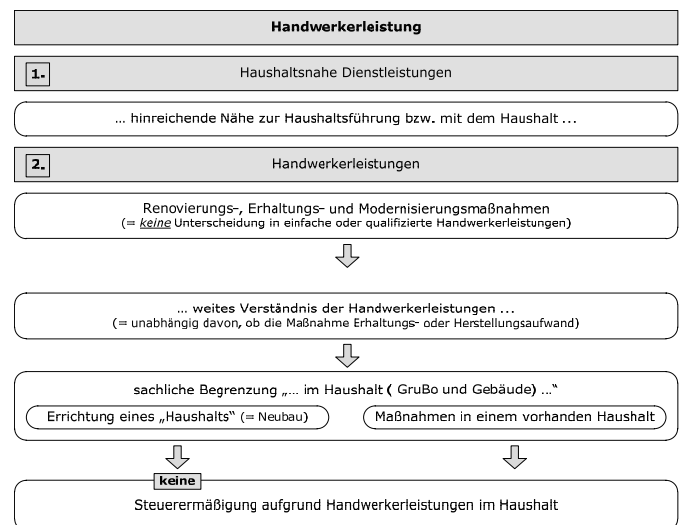 Handwerkerleistung
1. Haushaltsnahe Dienstleistungen
... hinreichende Nähe zur Haushaltsführung bzw. mit dem Haushalt ...
2. Handwerkerleistungen
Renovierungs-, Erhaltungs- und Modernisierungsmaßnahmen
(= keine Unterscheidung in einfache oder qualifizierte Handwerkerleistungen)
... weites Verständnis der Handwerkerleistungen ...
(= unabhängig davon, ob die Maßnahme Erhaltungs- oder Herstellungsaufwand)
sachliche Begrenzung „... im Haushalt ( GruBo und Gebäude) ...“
Errichtung eines „Haushalts“ (= Neubau) Maßnahmen in einem vorhanden Haushalt
keine
Steuerermäßigung aufgrund Handwerkerleistungen im Haushalt